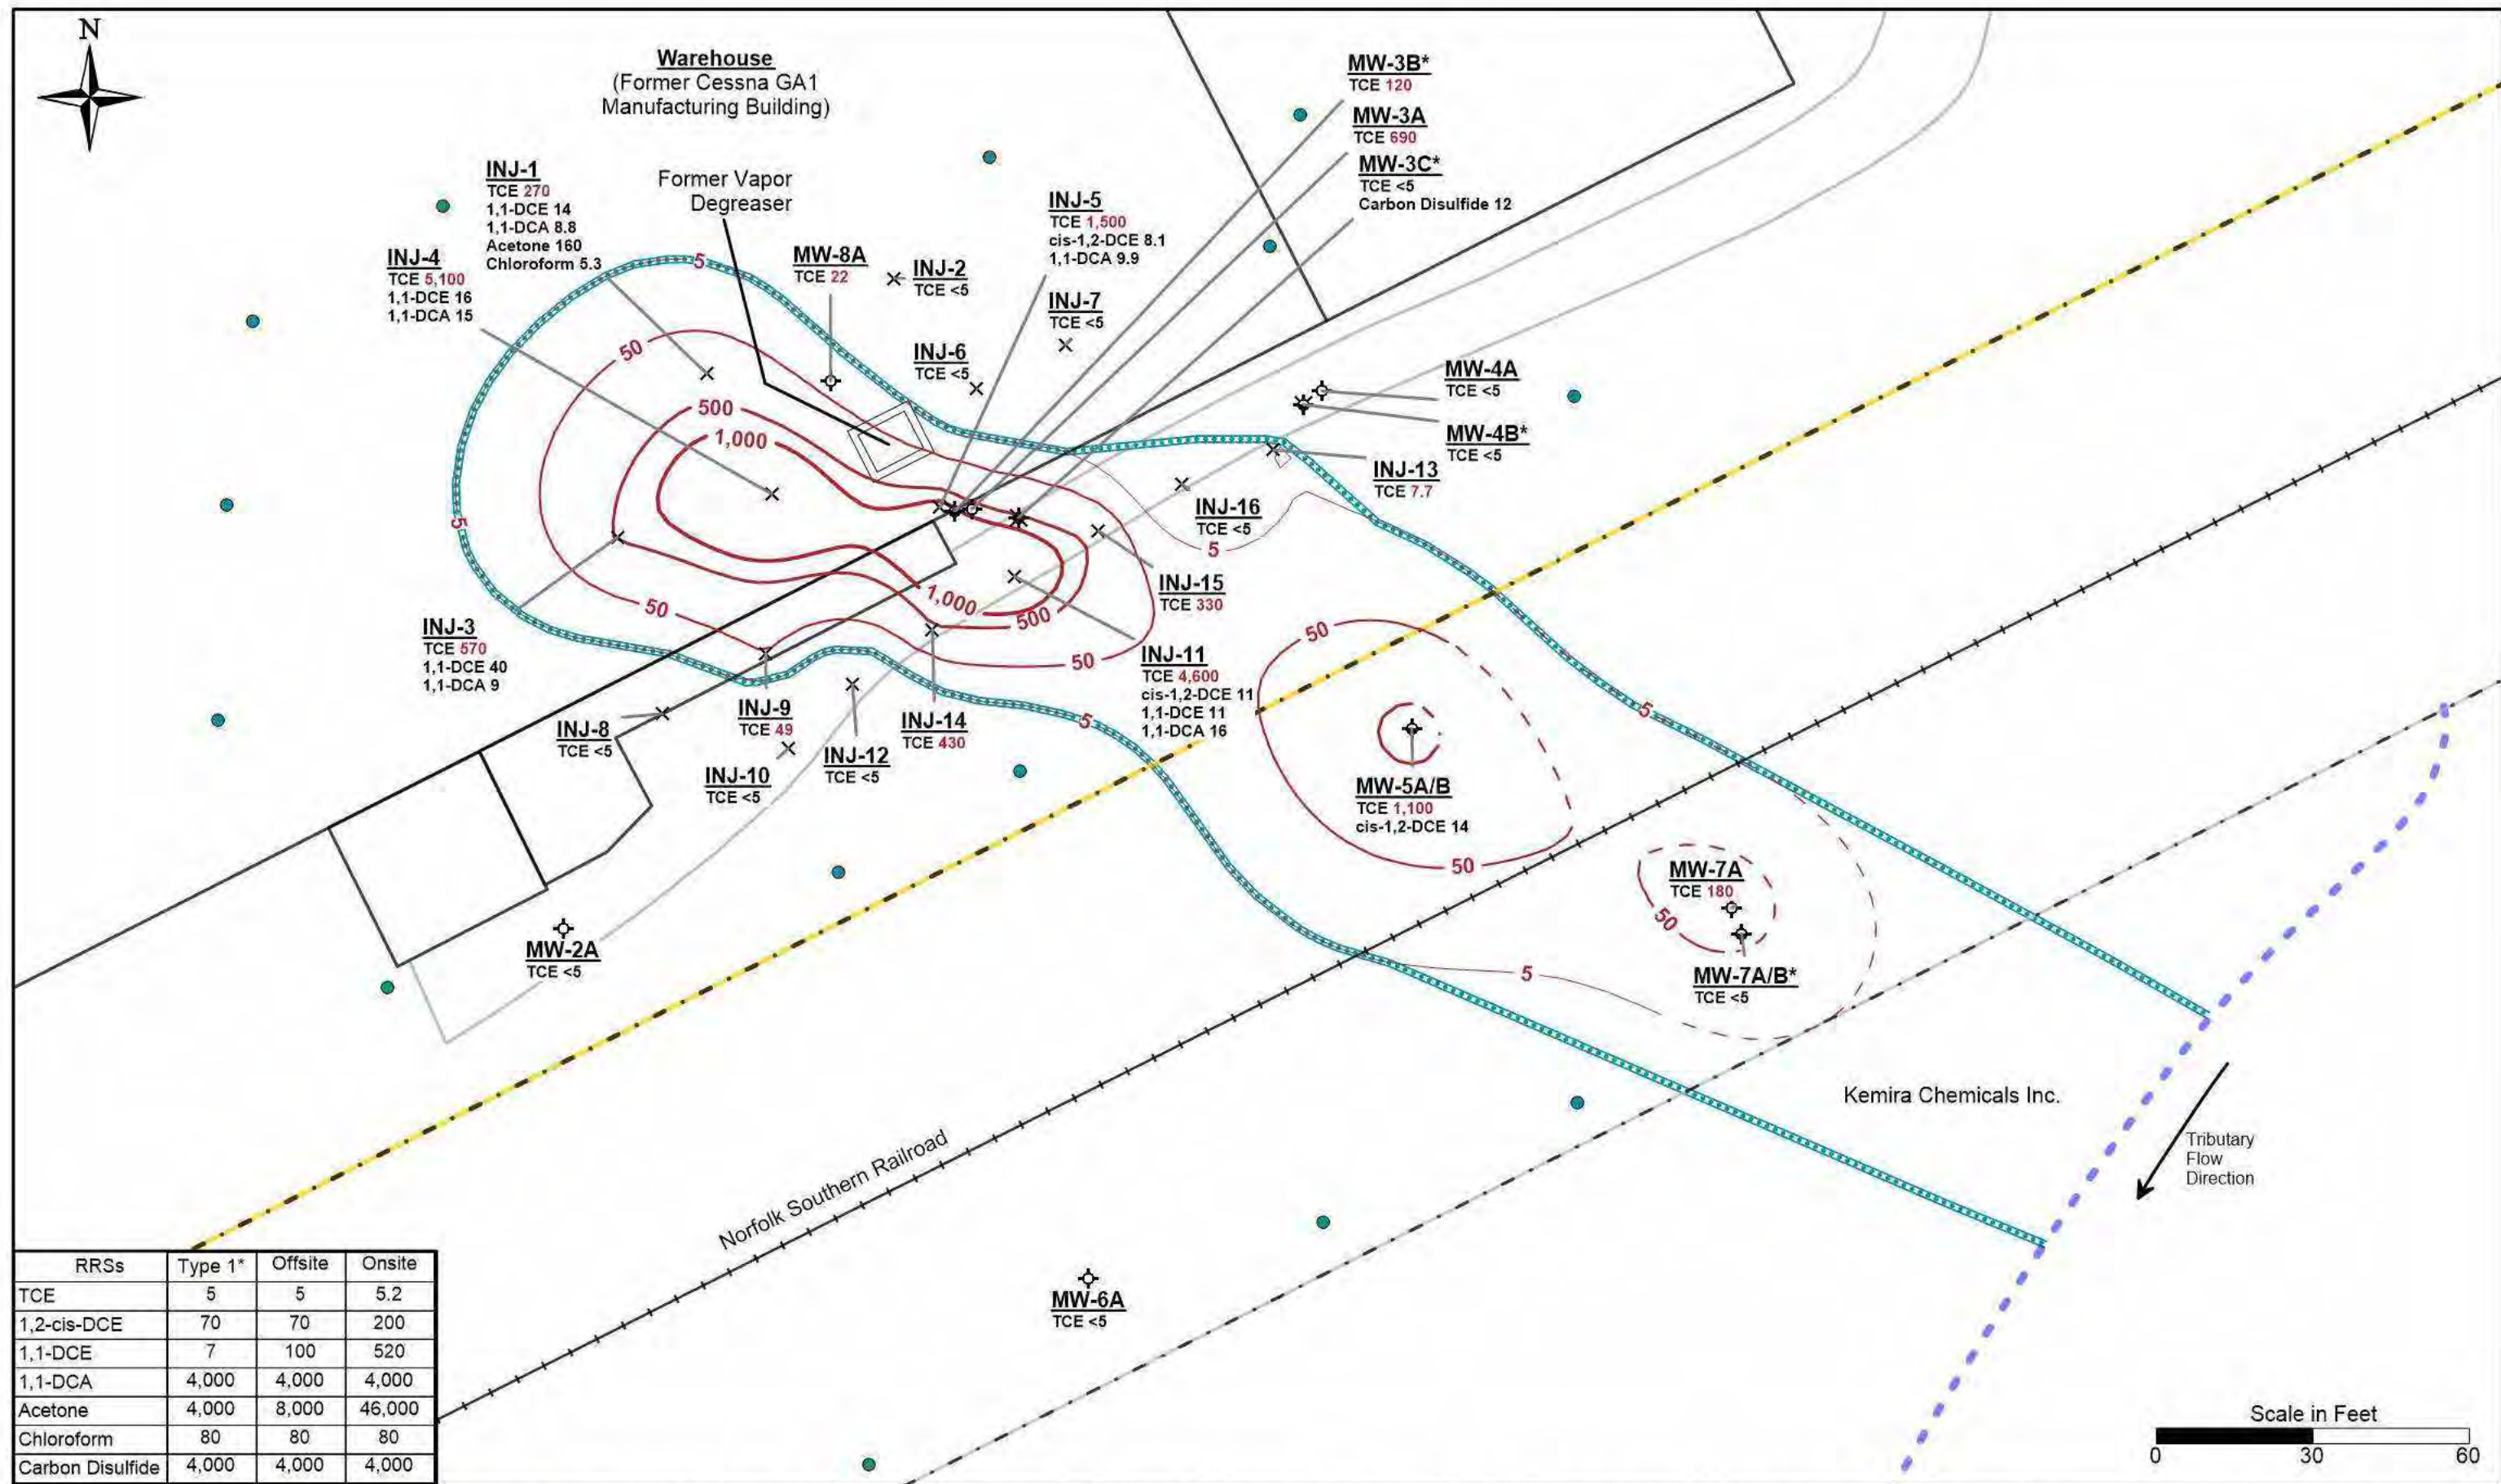 N
Warehouse
(Former Cessna GA1
Manufacturing Building)
Former Vapor
Degreaser
INJ-1
TCE 270
1,1-DCE 14
1,1-DCA 8.8
Acetone 160
Chloroform 5.3
INJ-4
TCE 5,100
1,1-DCE 16
1,1-DCA 15
MW-8A
TCE 22
INJ-2
TCE <5
INJ-5
TCE 1,500
cis-1,2-DCE 8.1
1,1-DCA 9.9
INJ-7
TCE <5
INJ-6
TCE <5
MW-3B*
TCE 120
MW-3A
TCE 690
MW-3C*
TCE <5
Carbon Disulfide 12
MW-4A
TCE <5
MW-4B*
TCE <5
INJ-13
TCE 7.7
INJ-16
TCE <5
INJ-15
TCE 330
INJ-11
TCE 4,600
cis-1,2-DCE 11
1,1-DCE 11
1,1-DCA 16
INJ-3
TCE 570
1,1-DCE 40
1,1-DCA 9
INJ-8
TCE <5
INJ-9
TCE 49
INJ-10
TCE <5
INJ-12
TCE <5
INJ-14
TCE 430
MW-2A
TCE <5
MW-5A/B
TCE 1,100
cis-1,2-DCE 14
MW-7A
TCE 180
MW-7A/B*
TCE <5
MW-6A
TCE <5
5
50
500
1,000
5
50
1,000
500
50
5
5
50
50
5
50
5
Norfolk Southern Railroad
Kemira Chemicals Inc.
Tributary
Flow
Direction
RRSs Type 1* Offsite Onsite
TCE 5 5 5.2
1,2-cis-DCE 70 70 200
1,1-DCE 7 100 520
1,1-DCA 4,000 4,000 4,000
Acetone 4,000 8,000 46,000
Chloroform 80 80 80
Carbon Disulfide 4,000 4,000 4,000
Scale in Feet
0 30 60